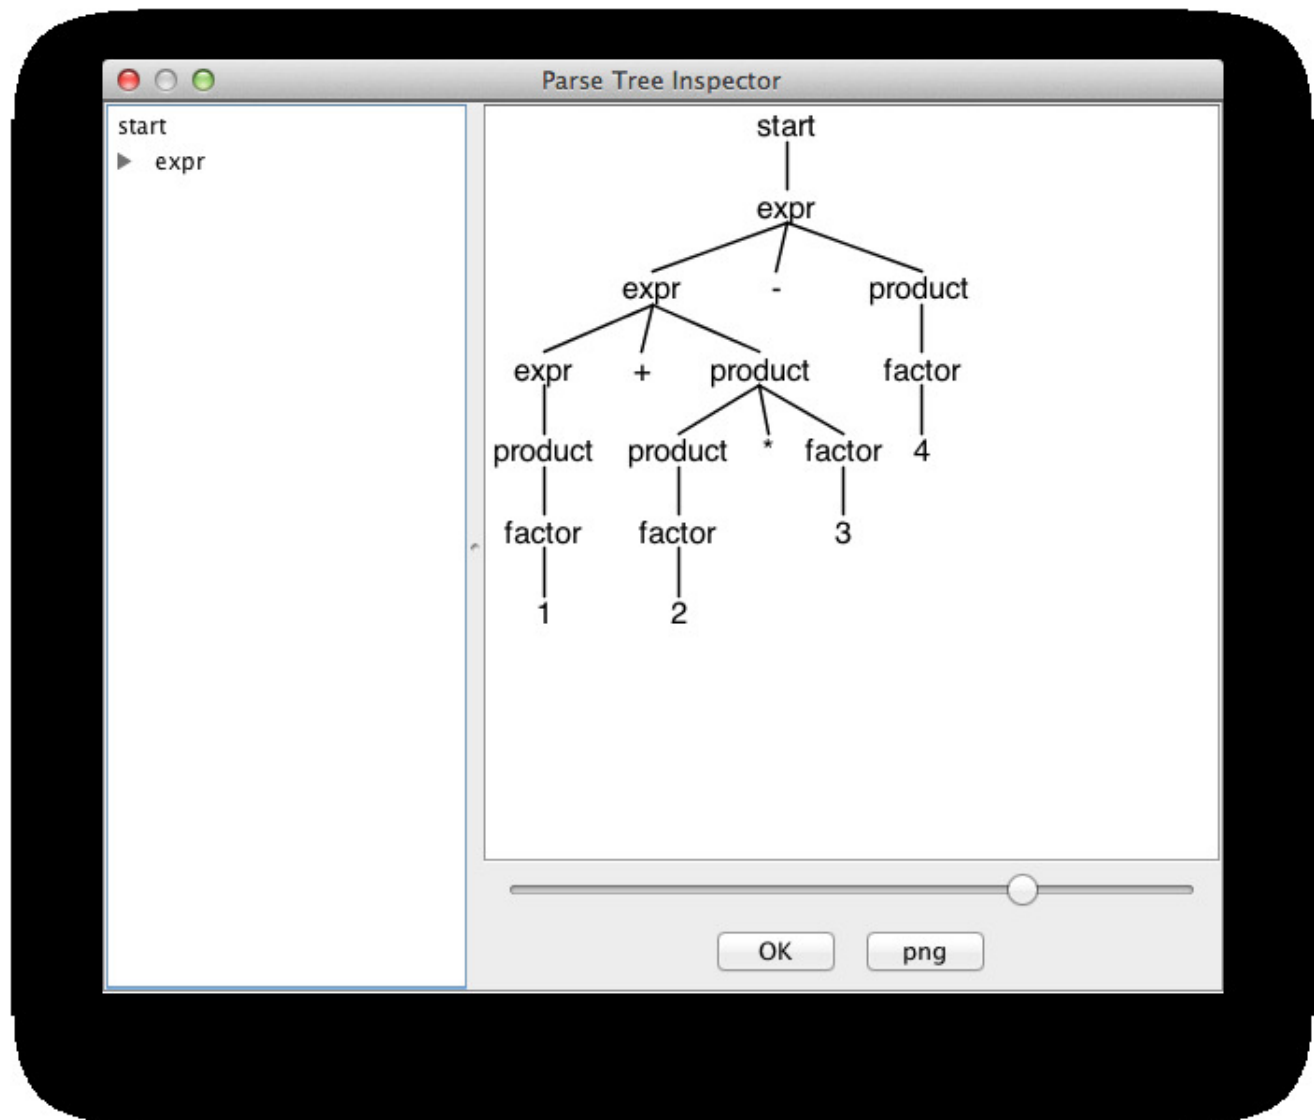 Parse Tree Inspector
start
expr
start
expr
expr - product
expr + product factor
product product * factor 4
factor factor 3
1 2
OK png